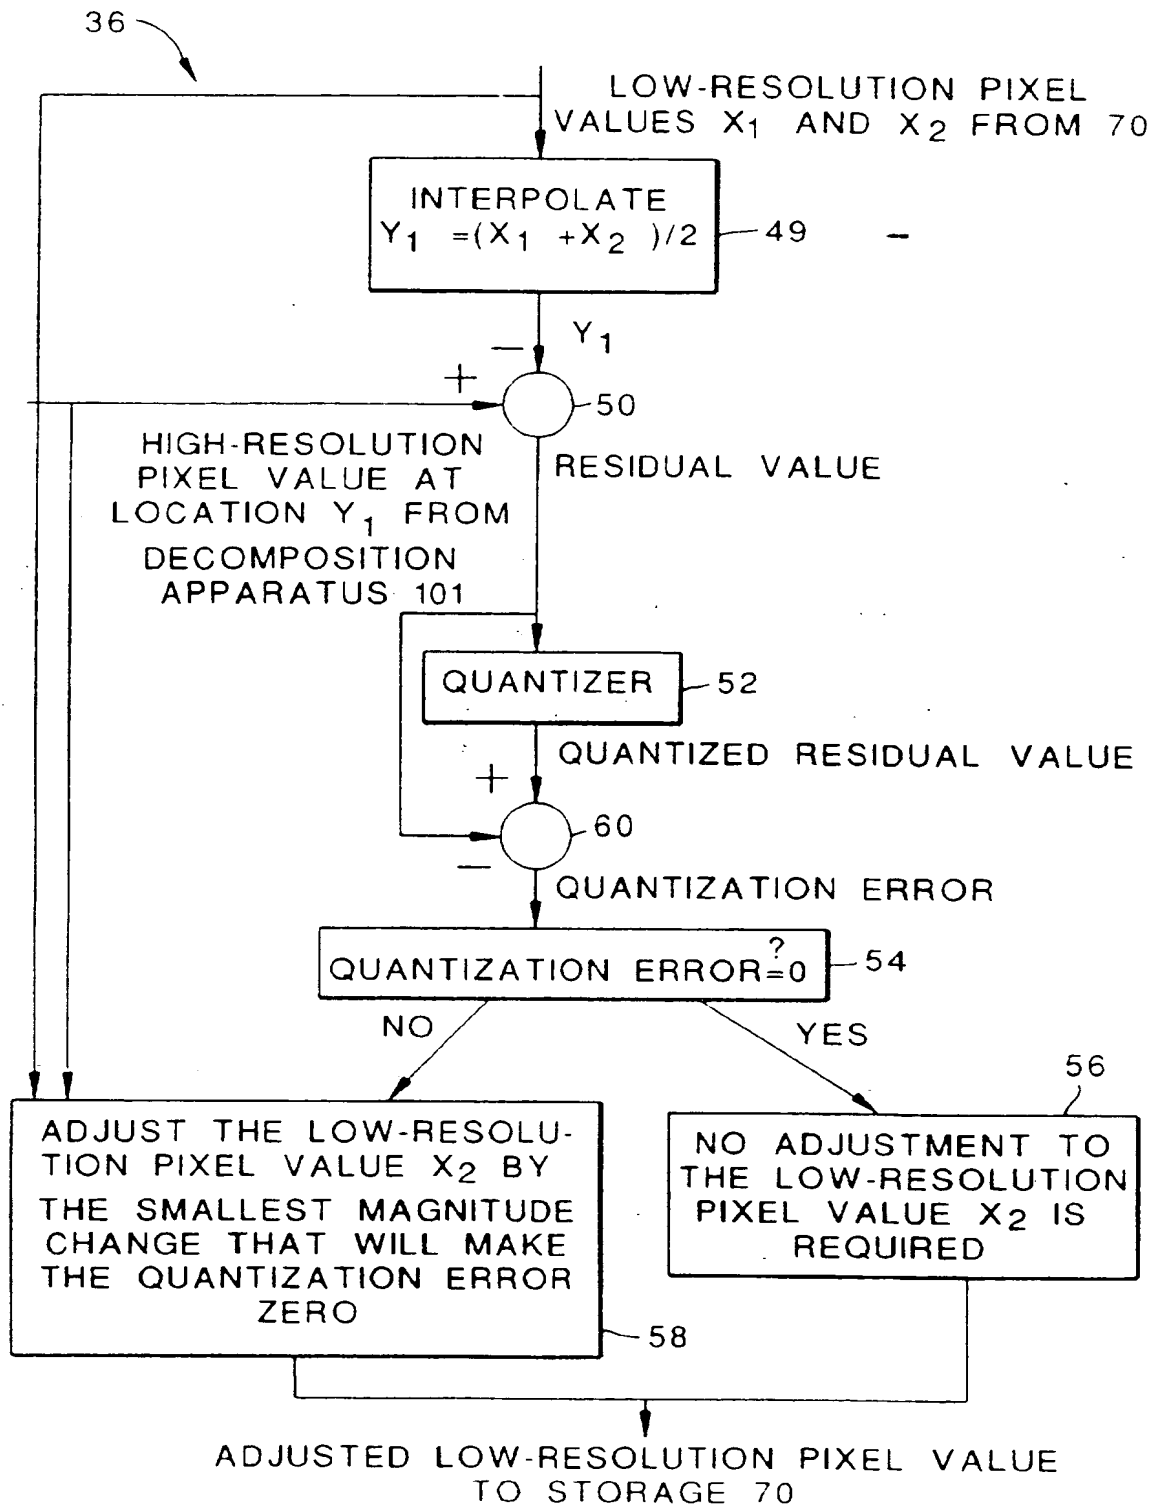 36
LOW-RESOLUTION PIXEL
VALUES X1 AND X2 FROM 70
INTERPOLATE
Y1 =(X1 +X2 )/2
49
Y1
−
+
50
HIGH-RESOLUTION
PIXEL VALUE AT
LOCATION Y1 FROM
DECOMPOSITION
APPARATUS 101
RESIDUAL VALUE
QUANTIZER
52
QUANTIZED RESIDUAL VALUE
+
60
−
QUANTIZATION ERROR
?
QUANTIZATION ERROR=0
54
NO
YES
56
ADJUST THE LOW-RESOLU-
TION PIXEL VALUE X2 BY
THE SMALLEST MAGNITUDE
CHANGE THAT WILL MAKE
THE QUANTIZATION ERROR
ZERO
58
NO ADJUSTMENT TO
THE LOW-RESOLUTION
PIXEL VALUE X2 IS
REQUIRED
ADJUSTED LOW-RESOLUTION PIXEL VALUE
TO STORAGE 70